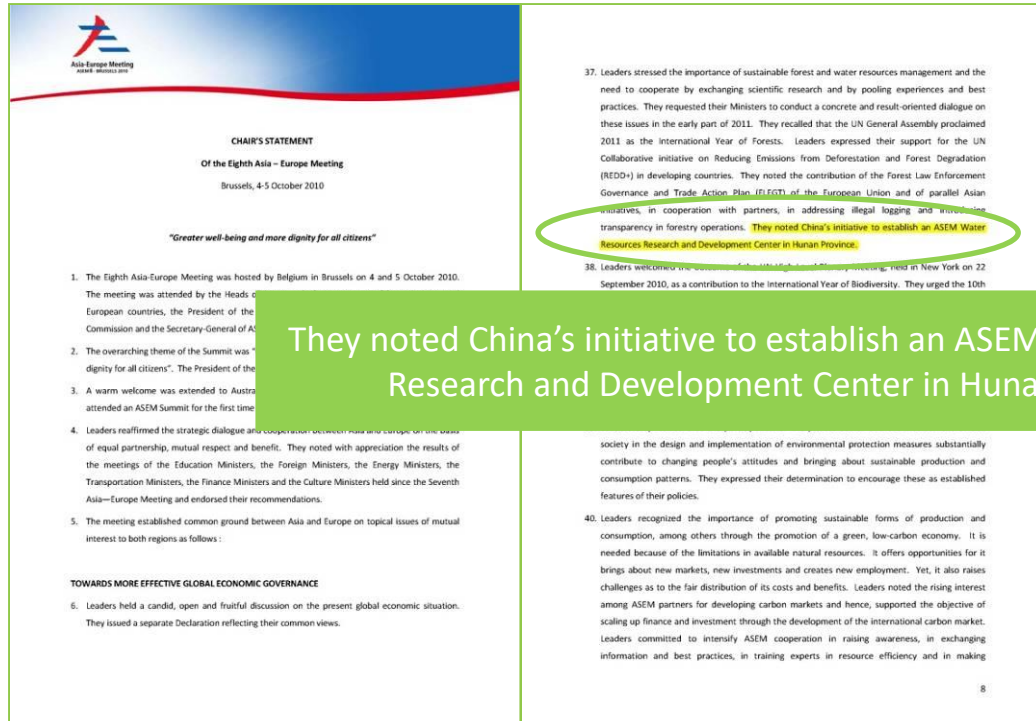 Asia-Europe Meeting
ASEM8 - BRUSSELS 2010
CHAIR'S STATEMENT
Of the Eighth Asia – Europe Meeting
Brussels, 4-5 October 2010
"Greater well-being and more dignity for all citizens"
1. The Eighth Asia-Europe Meeting was hosted by Belgium in Brussels on 4 and 5 October 2010.
The meeting was attended by the Heads
European countries, the President of the
Commission and the Secretary-General of
2. The overarching theme of the Summit was "
dignity for all citizens". The President of the
3. A warm welcome was extended to
attended an ASEM Summit for the first time
4. Leaders reaffirmed the strategic dialogue and cooperation between Asia and Europe on the basis
of equal partnership, mutual respect and benefit. They noted with appreciation the results of
the meetings of the Education Ministers, the Foreign Ministers, the Energy Ministers, the
Transportation Ministers, the Finance Ministers and the Culture Ministers held since the Seventh
Asia—Europe Meeting and endorsed their recommendations.
5. The meeting established common ground between Asia and Europe on topical issues of mutual
interest to both regions as follows :
TOWARDS MORE EFFECTIVE GLOBAL ECONOMIC GOVERNANCE
6. Leaders held a candid, open and fruitful discussion on the present global economic situation.
They issued a separate Declaration reflecting their common views.
37. Leaders stressed the importance of sustainable forest and water resources management and the
need to cooperate by exchanging scientific research and by pooling experiences and best
practices. They requested their Ministers to conduct a concrete and result-oriented dialogue on
these issues in the early part of 2011. They recalled that the UN General Assembly proclaimed
2011 as the International Year of Forests. Leaders expressed their support for the UN
Collaborative initiative on Reducing Emissions from Deforestation and Forest Degradation
(REDD+) in developing countries. They noted the contribution of the Forest Law Enforcement
Governance and Trade Action Plan (FLEGT) of the European Union and of parallel Asian
initiatives, in cooperation with partners, in addressing illegal logging and introducing
transparency in forestry operations. They noted China's initiative to establish an ASEM Water
Resources Research and Development Center in Hunan Province.
38. Leaders welcomed the outcome of the UN High Level Plenary Meeting, held in New York on 22
September 2010, as a contribution to the International Year of Biodiversity. They urged the 10th
They noted China's initiative to establish an ASEM
Research and Development Center in
society in the design and implementation of environmental protection measures substantially
contribute to changing people's attitudes and bringing about sustainable production and
consumption patterns. They expressed their determination to encourage these as established
features of their policies.
40. Leaders recognized the importance of promoting sustainable forms of production and
consumption, among others through the promotion of a green, low-carbon economy. It is
needed because of the limitations in available natural resources. It offers opportunities for it
brings about new markets, new investments and creates new employment. Yet, it also raises
challenges as to the fair distribution of its costs and benefits. Leaders noted the rising interest
among ASEM partners for developing carbon markets and hence, supported the objective of
scaling up finance and investment through the development of the international carbon market.
Leaders committed to intensify ASEM cooperation in raising awareness, in exchanging
information and best practices, in training experts in resource efficiency and in making
8